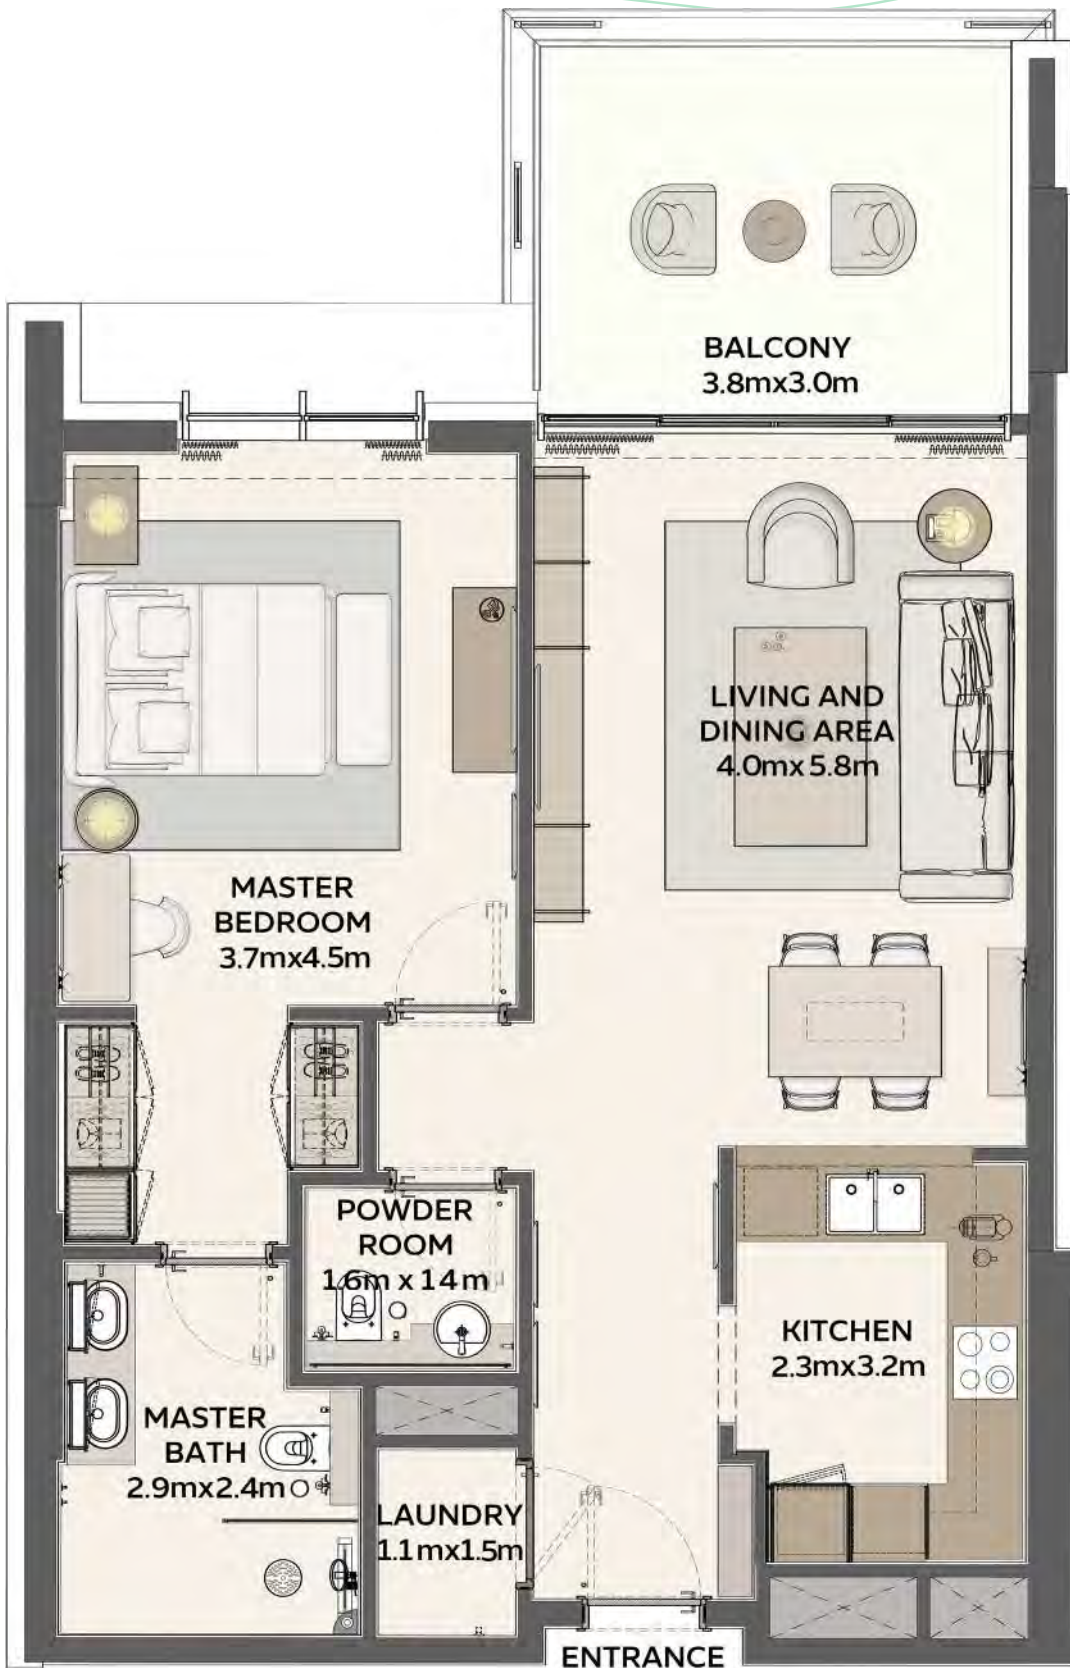 BALCONY
3.8mx3.0m
LIVING AND
DINING AREA
4.0mx5.8m
MASTER
BEDROOM
3.7mx4.5m
POWDER
ROOM
1.6m x 1.4m
KITCHEN
2.3mx3.2m
MASTER
BATH
2.9mx2.4m
LAUNDRY
1.1mx1.5m
ENTRANCE